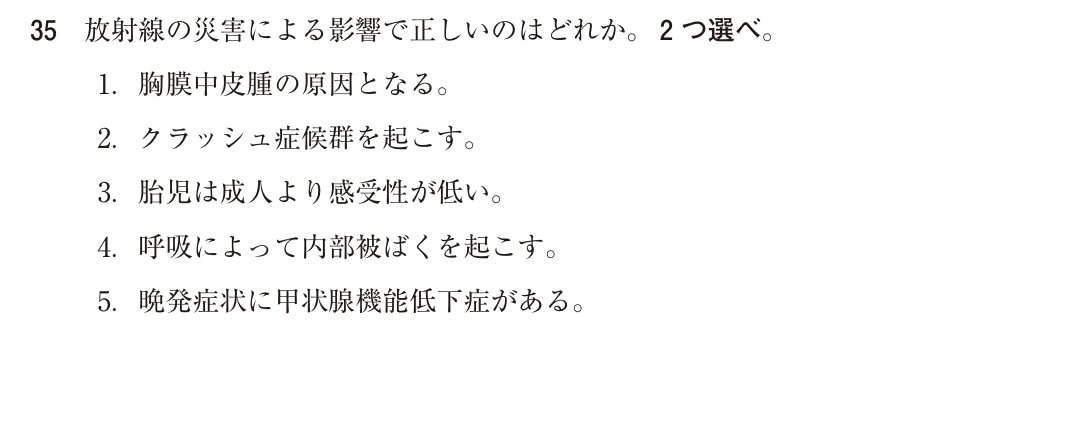 35 放射線の災害による影響で正しいのはどれか。 2つ選べ。
1. 胸膜中皮腫の原因となる。
2. クラッシュ症候群を起こす。
3. 胎児は成人より感受性が低い。
4. 呼吸によって内部被ばくを起こす。
5. 晩発症状に甲状腺機能低下症がある。